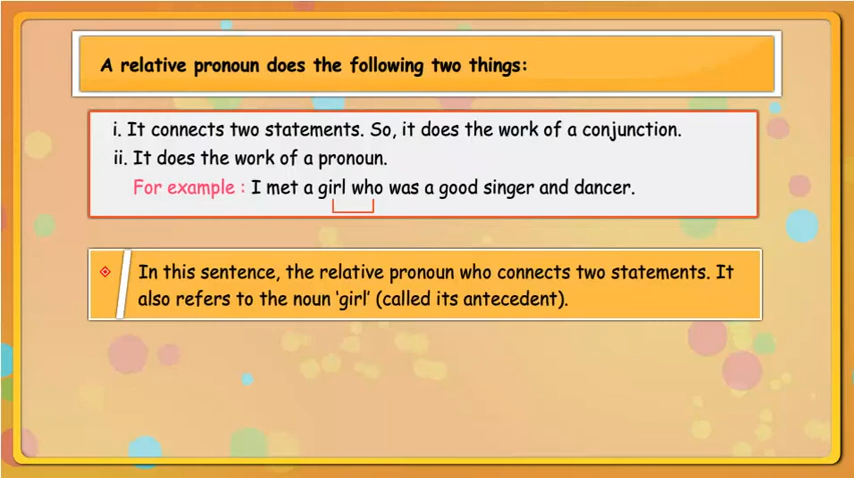 A relative pronoun does the following two things:
i. It connects two statements. So, it does the work of a conjunction.
ii. It does the work of a pronoun.
For example : I met a girl who was a good singer and dancer.
In this sentence, the relative pronoun who connects two statements. It
also refers to the noun ‘girl’ (called its antecedent).